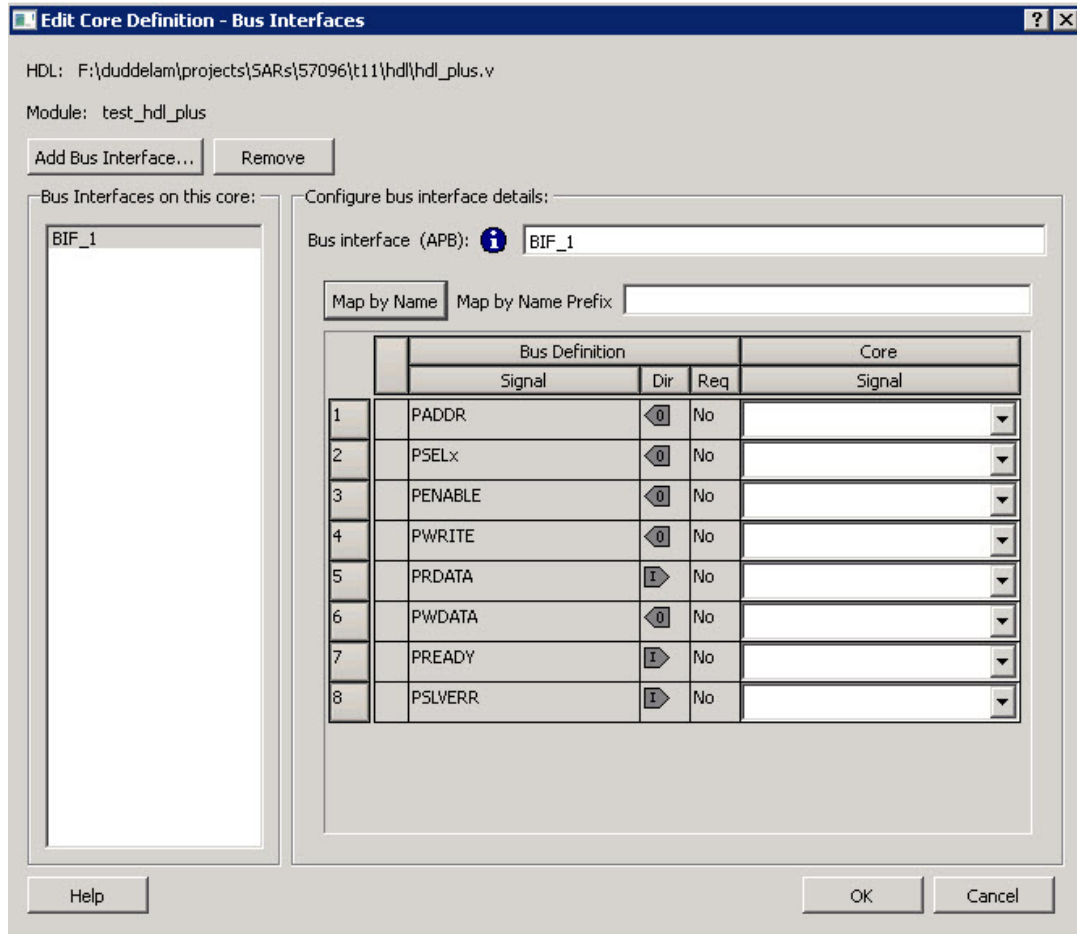 Edit Core Definition - Bus Interfaces
HDL: F:\duddelam\projects\SARs\57096\t11\hdl\hdl_plus.v
Module: test_hdl_plus
Add Bus Interface... Remove
Bus Interfaces on this core:
BIF_1
Configure bus interface details:
Bus interface (APB): BIF_1
Map by Name Map by Name Prefix
Bus Definition Core
Signal Dir Req Signal
1 PADDR O No
2 PSELx O No
3 PENABLE O No
4 PWRITE O No
5 PRDATA I No
6 PWDATA O No
7 PREADY I No
8 PSLVERR I No
Help OK Cancel